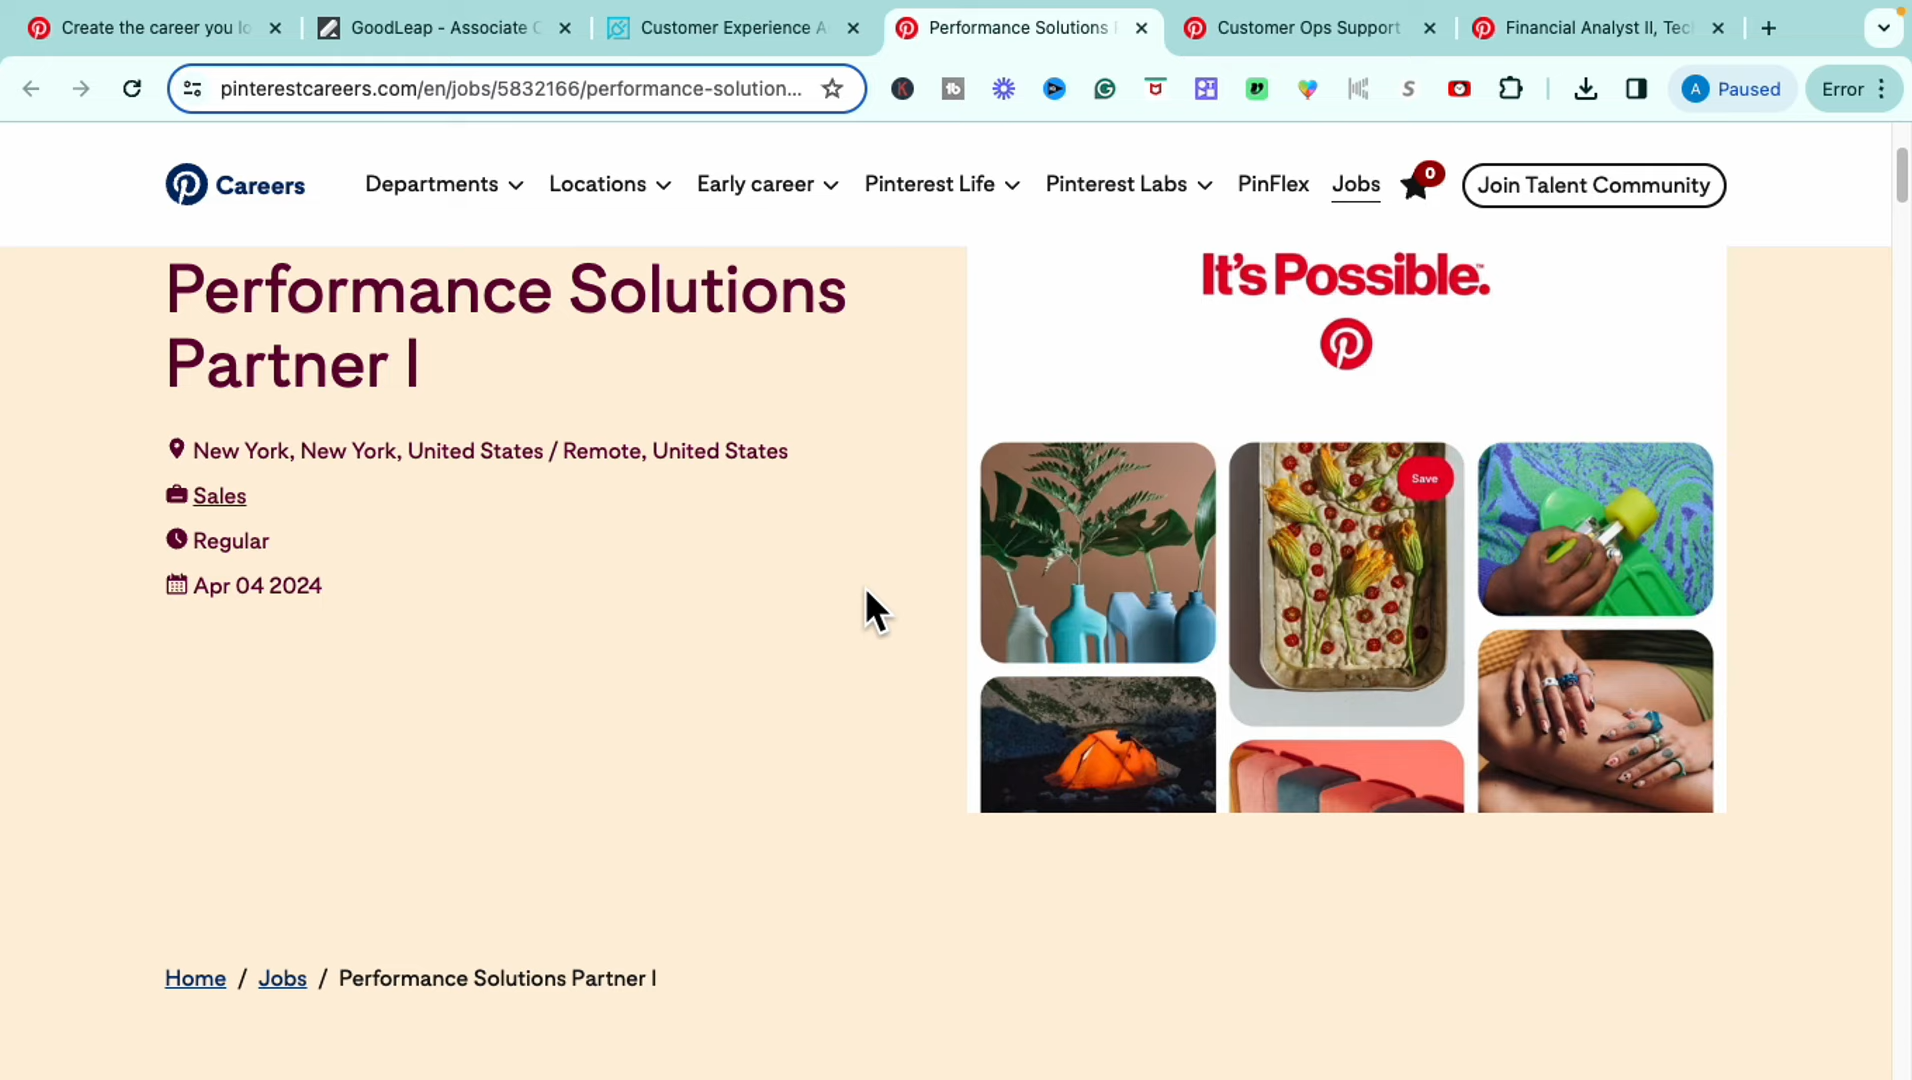 Create the career you lo
GoodLeap - Associate C
Customer Experience A
Performance Solutions
Customer Ops Support
Financial Analyst II, Tec
pinterestcareers.com/en/jobs/5832166/performance-solution...
A Paused
Error
Careers
Departments
Locations
Early career
Pinterest Life
Pinterest Labs
PinFlex
Jobs
0
Join Talent Community
Performance Solutions
Partner I
New York, New York, United States / Remote, United States
Sales
Regular
Apr 04 2024
It's Possible.
Save
Home / Jobs / Performance Solutions Partner I